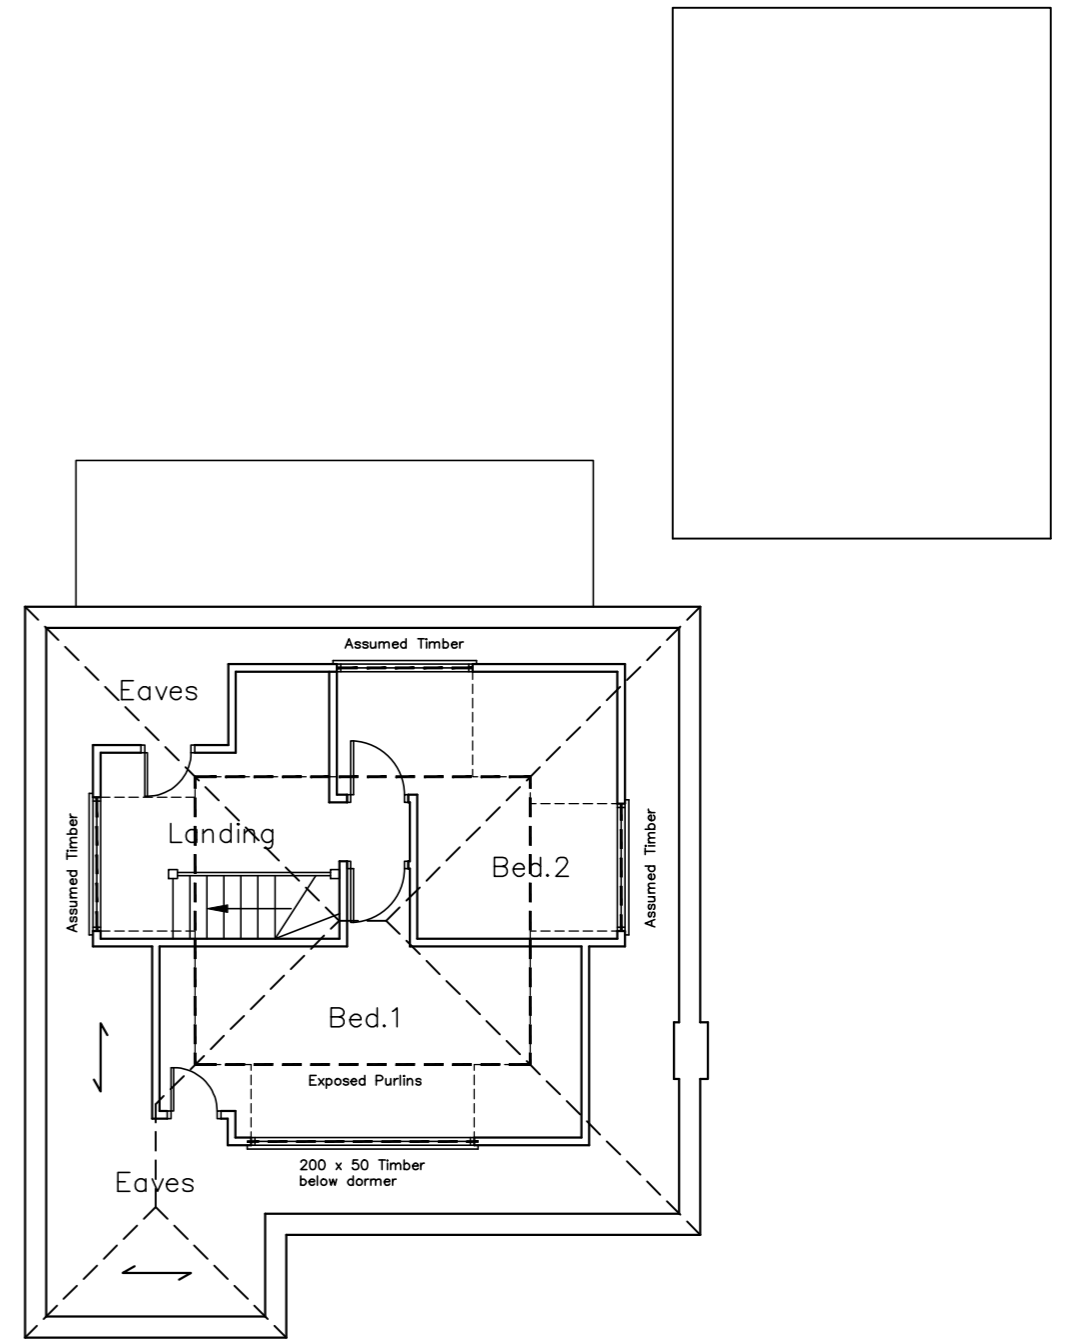 Assumed Timber
Eaves
Assumed Timber
Landing
Bed.2
Assumed Timber
Bed.1
Exposed Purlins
200 x 50 Timber
below dormer
Eaves